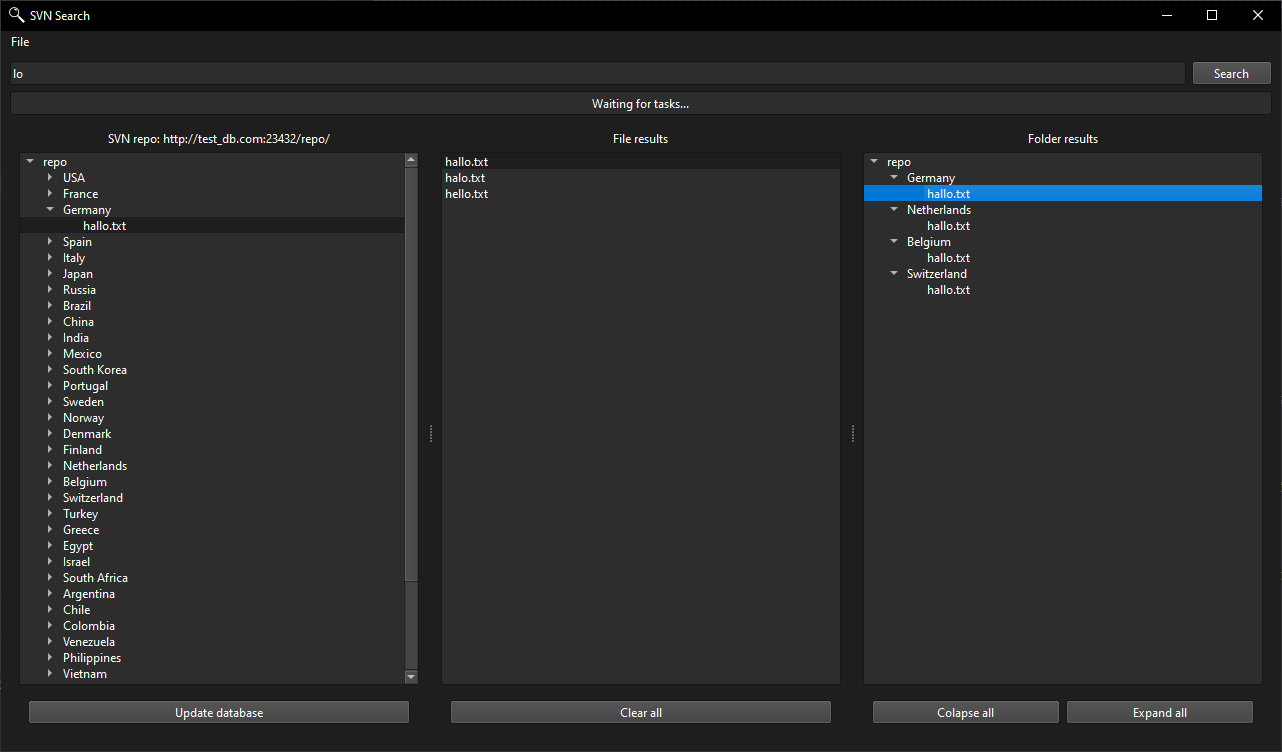 SVN Search
File
lo
Search
Waiting for tasks...
SVN repo: http://test_db.com:23432/repo/
repo
USA
France
Germany
hallo.txt
Spain
Italy
Japan
Russia
Brazil
China
India
Mexico
South Korea
Portugal
Sweden
Norway
Denmark
Finland
Netherlands
Belgium
Switzerland
Turkey
Greece
Egypt
Israel
South Africa
Argentina
Chile
Colombia
Venezuela
Philippines
Vietnam
Update database
File results
hallo.txt
halo.txt
hello.txt
Clear all
Folder results
repo
Germany
hallo.txt
Netherlands
hallo.txt
Belgium
hallo.txt
Switzerland
hallo.txt
Colapse all
Expand all